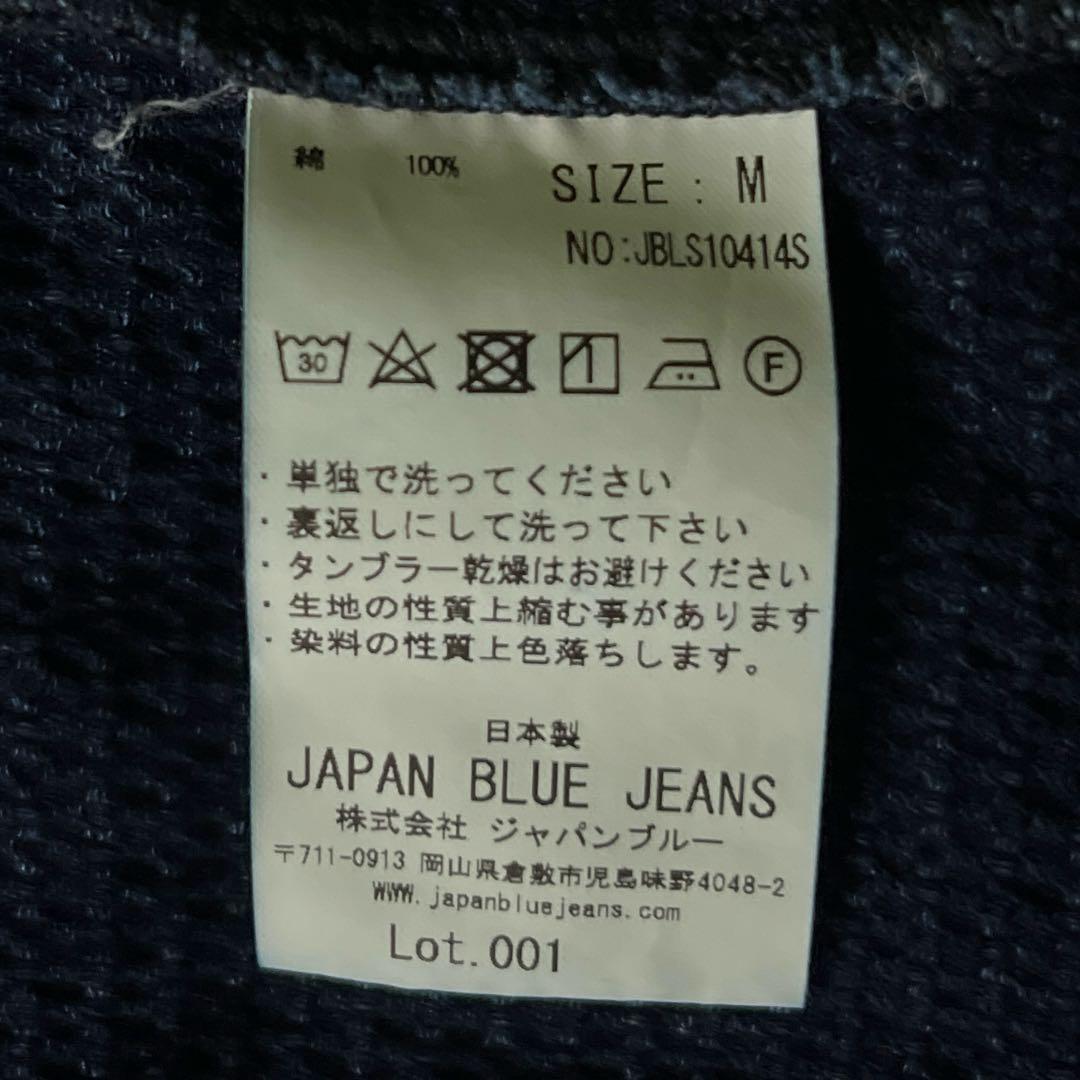 綿 100%
SIZE : M
NO:JBLS10414S
30
F
・単独で洗ってください
・裏返しにして洗って下さい
・タンブラー乾燥はお避けください
・生地の性質上縮む事があります
・染料の性質上色落ちします。
日本製
JAPAN BLUE JEANS
株式会社 ジャパンブルー
〒711-0913 岡山県倉敷市児島味野4048-2
www.japanbluejeans.com
Lot.001